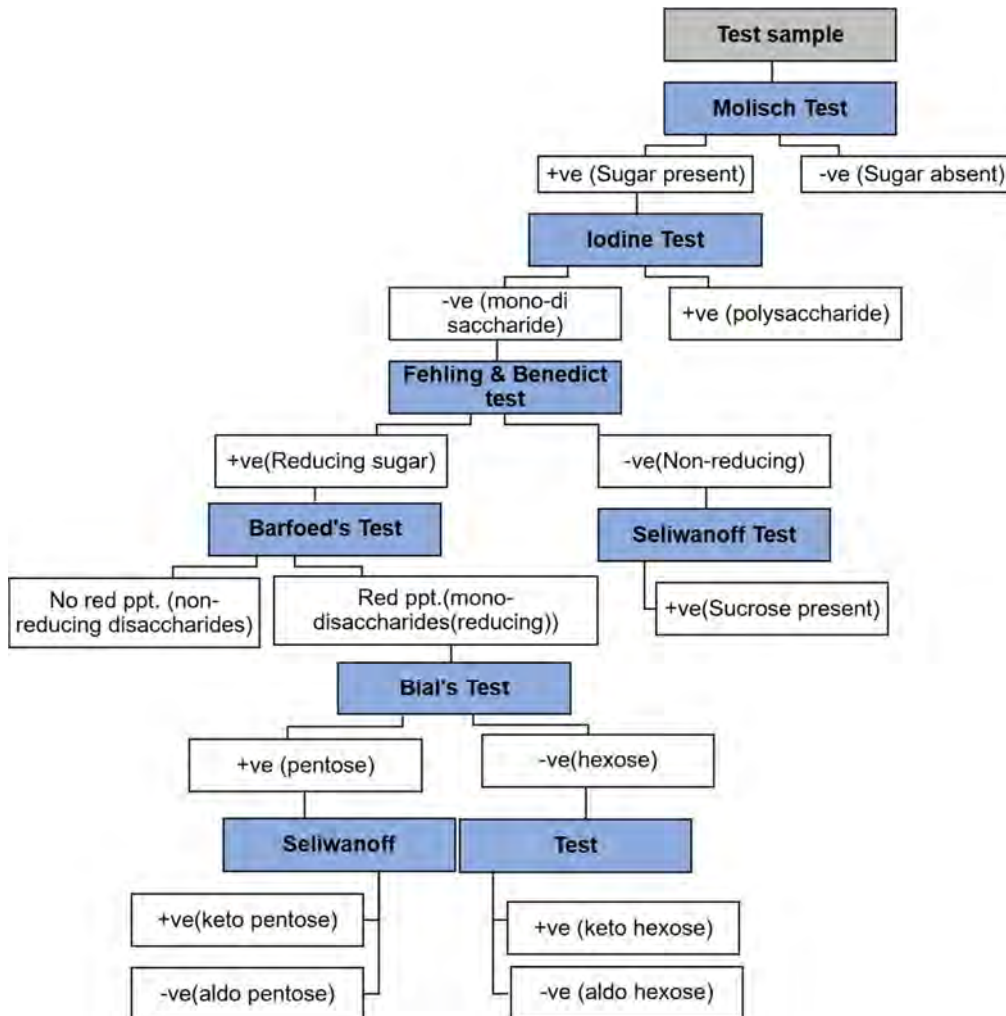 Test sample
Molisch Test
+ve (Sugar present)
-ve (Sugar absent)
Iodine Test
-ve (mono-di
saccharide)
+ve (polysaccharide)
Fehling & Benedict
test
+ve(Reducing sugar)
-ve(Non-reducing)
Barfoed's Test
Seliwanoff Test
No red ppt. (non-
reducing disaccharides)
Red ppt.(mono-
disaccharides(reducing))
+ve(Sucrose present)
Bial's Test
+ve (pentose)
-ve(hexose)
Seliwanoff
Test
+ve(keto pentose)
+ve (keto hexose)
-ve(aldo pentose)
-ve (aldo hexose)